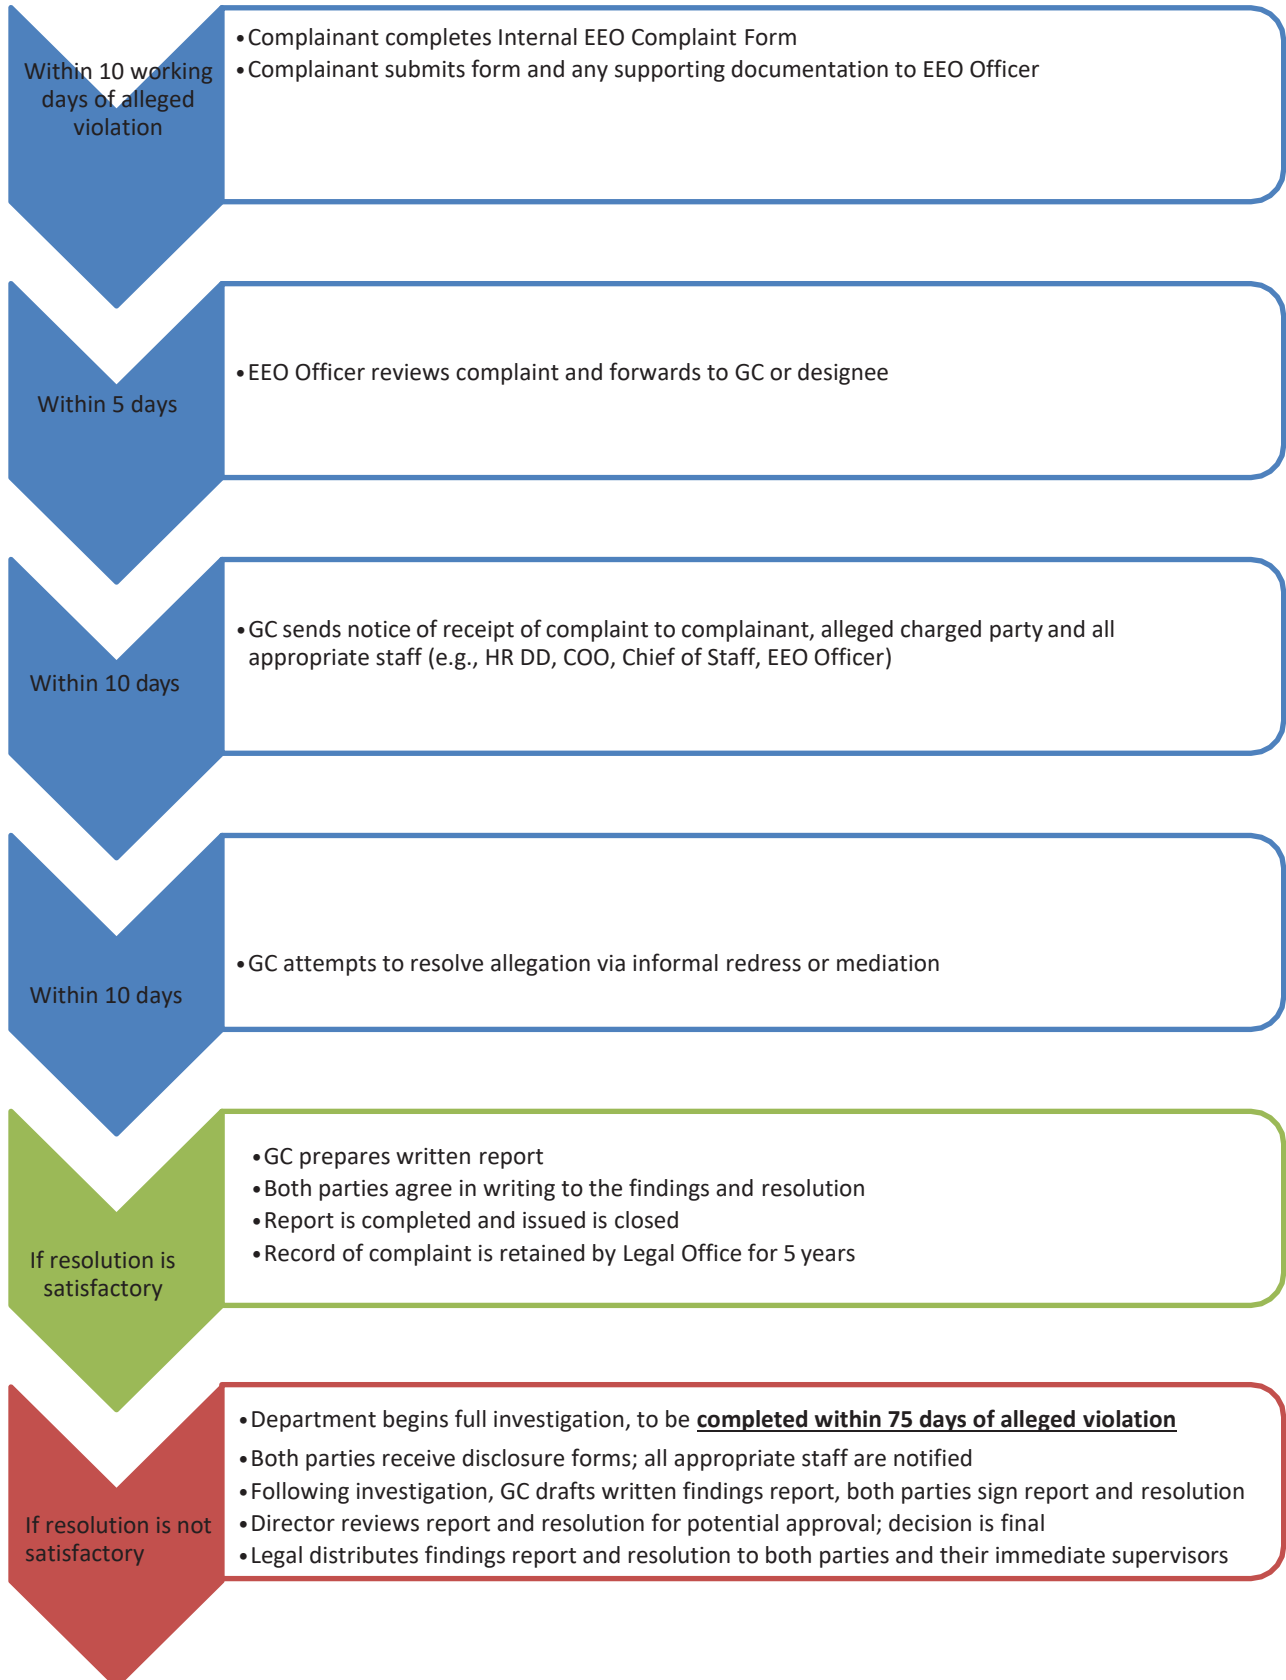 Within 10 working
days of alleged
violation
•Complainant completes Internal EEO Complaint Form
•Complainant submits form and any supporting documentation to EEO Officer
Within 5 days
•EEO Officer reviews complaint and forwards to GC or designee
Within 10 days
•GC sends notice of receipt of complaint to complainant, alleged charged party and all
appropriate staff (e.g., HR DD, COO, Chief of Staff, EEO Officer)
Within 10 days
•GC attempts to resolve allegation via informal redress or mediation
If resolution is
satisfactory
•GC prepares written report
•Both parties agree in writing to the findings and resolution
•Report is completed and issued is closed
•Record of complaint is retained by Legal Office for 5 years
If resolution is not
satisfactory
•Department begins full investigation, to be completed within 75 days of alleged violation
•Both parties receive disclosure forms; all appropriate staff are notified
•Following investigation, GC drafts written findings report, both parties sign report and resolution
•Director reviews report and resolution for potential approval; decision is final
•Legal distributes findings report and resolution to both parties and their immediate supervisors